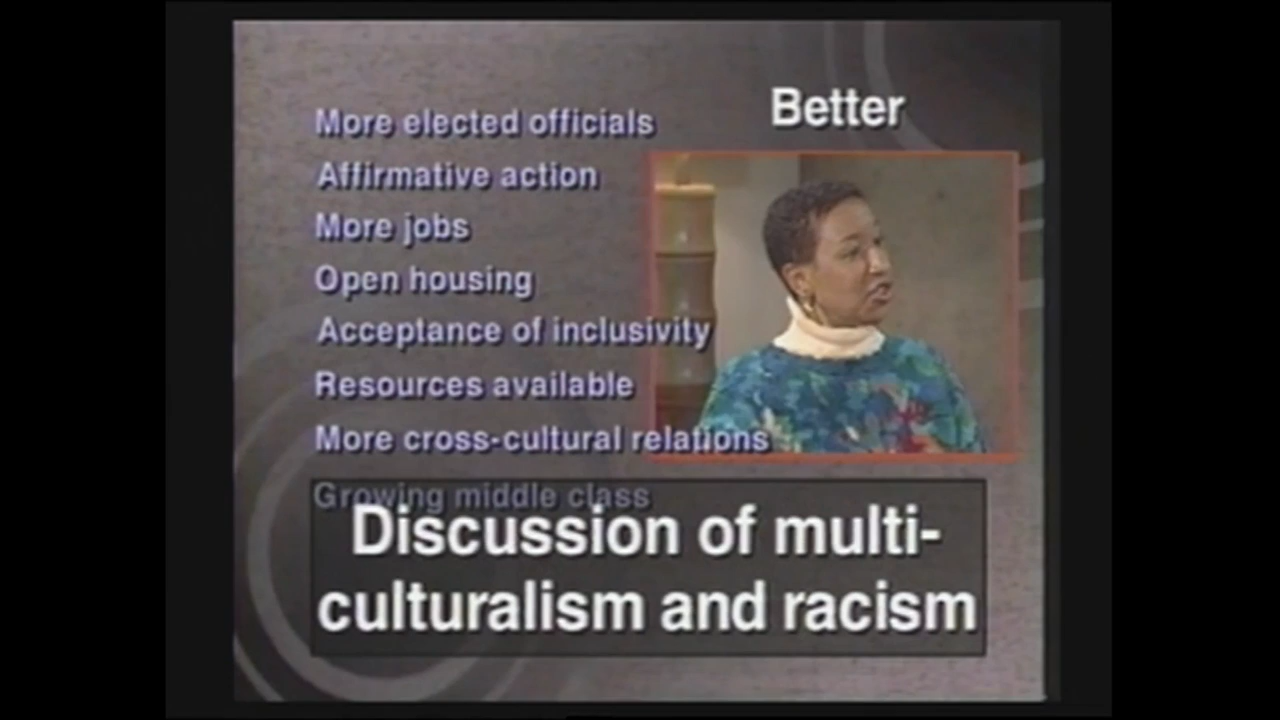 Better
More elected officials
Affirmative action
More jobs
Open housing
Acceptance of inclusivity
Resources available
More cross-cultural relations
Growing middle class
Discussion of multi-
culturalism and racism